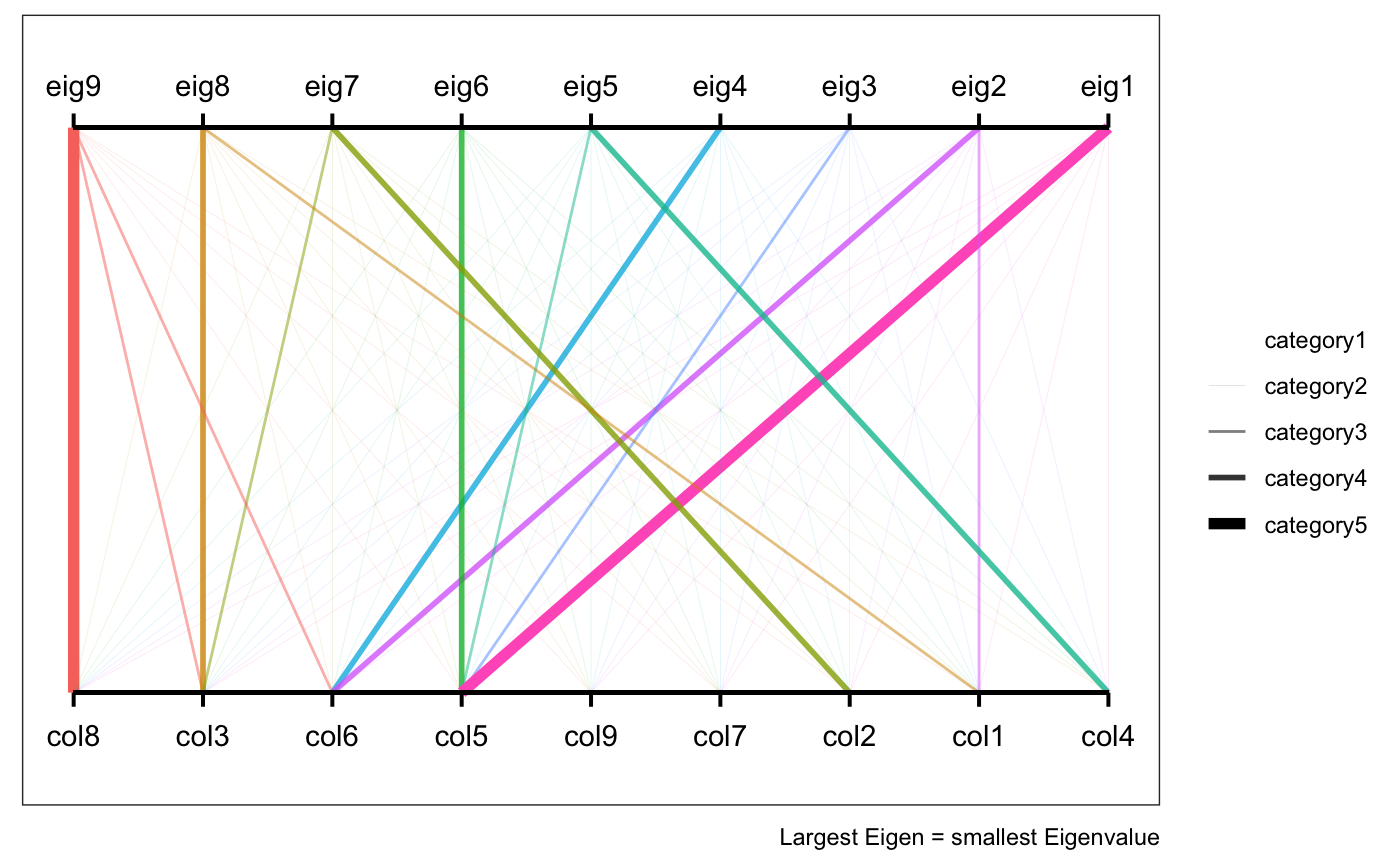 eig9 eig8 eig7 eig6 eig5 eig4 eig3 eig2 eig1
category1
category2
category3
category4
category5
col8 col3 col6 col5 col9 col7 col2 col1 col4
Largest Eigen = smallest Eigenvalue